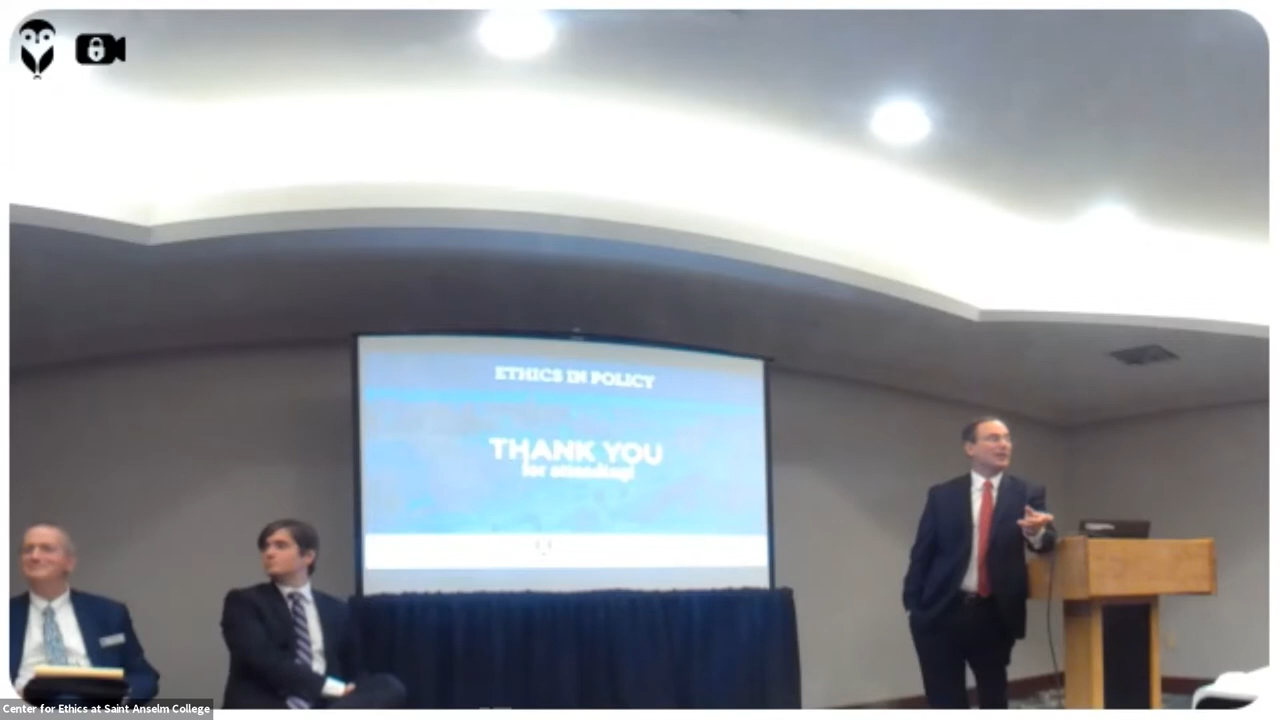 ETHICS IN POLICY
THANK YOU
for attending!
Center for Ethics at Saint Anselm College